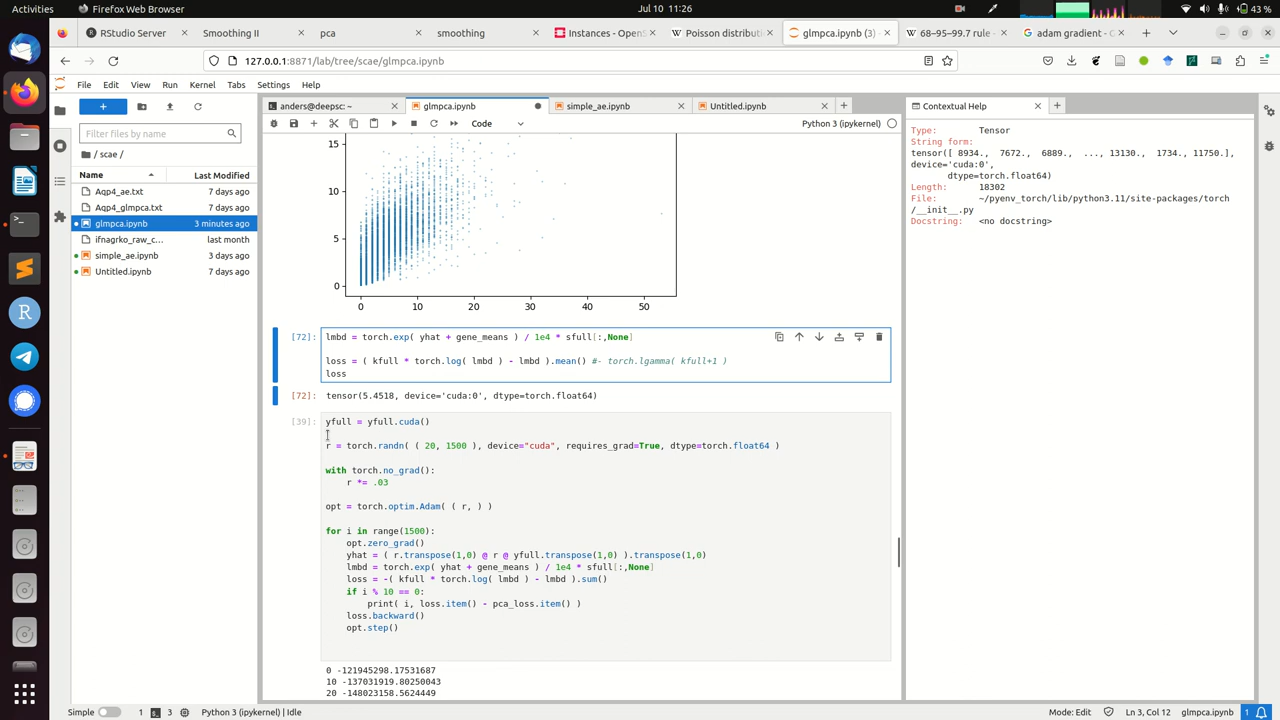 Activities
Firefox Web Browser
Jul 10 11:26
43 %
RStudio Server
Smoothing II
pca
smoothing
Instances - OpenS
Poisson distributi
glmpca.ipynb (3)
68–95–99.7 rule -
adam gradient -
127.0.0.1:8871/lab/tree/scae/glmpca.ipynb
File Edit View Run Kernel Tabs Settings Help
anders@deepsc: ~
glmpca.ipynb
simple_ae.ipynb
Untitled.ipynb
Contextual Help
Code
Python 3 (ipykernel)
Filter files by name
/ scae /
Name Last Modified
Aqp4_ae.txt 7 days ago
Aqp4_glmpca.txt 7 days ago
glmpca.ipynb 3 minutes ago
ifnagrko_raw_c... last month
simple_ae.ipynb 3 days ago
Untitled.ipynb 7 days ago
15
10
5
0
0 10 20 30 40 50
[72]: lmbd = torch.exp( yhat + gene_means ) / 1e4 * sfull[:,None]
loss = ( kfull * torch.log( lmbd ) - lmbd ).mean() #- torch.lgamma( kfull+1 )
loss
[72]: tensor(5.4518, device='cuda:0', dtype=torch.float64)
[39]: yfull = yfull.cuda()
r = torch.randn( ( 20, 1500 ), device="cuda", requires_grad=True, dtype=torch.float64 )
with torch.no_grad():
r *= .03
opt = torch.optim.Adam( ( r, ) )
for i in range(1500):
opt.zero_grad()
yhat = ( r.transpose(1,0) @ r @ yfull.transpose(1,0) ).transpose(1,0)
lmbd = torch.exp( yhat + gene_means ) / 1e4 * sfull[:,None]
loss = -( kfull * torch.log( lmbd ) - lmbd ).sum()
if i % 10 == 0:
print( i, loss.item() - pca_loss.item() )
loss.backward()
opt.step()
0 -121945298.17531687
10 -137031919.80250043
20 -148023158.5624449
Type: Tensor
String form:
tensor([ 8934., 7672., 6889., ..., 13130., 1734., 11750.],
device='cuda:0',
dtype=torch.float64)
Length: 18302
File: ~/pyenv_torch/lib/python3.11/site-packages/torch
/__init__.py
Docstring: <no docstring>
Simple
1
3
Python 3 (ipykernel) | Idle
Mode: Edit
Ln 3, Col 12
glmpca.ipynb
1